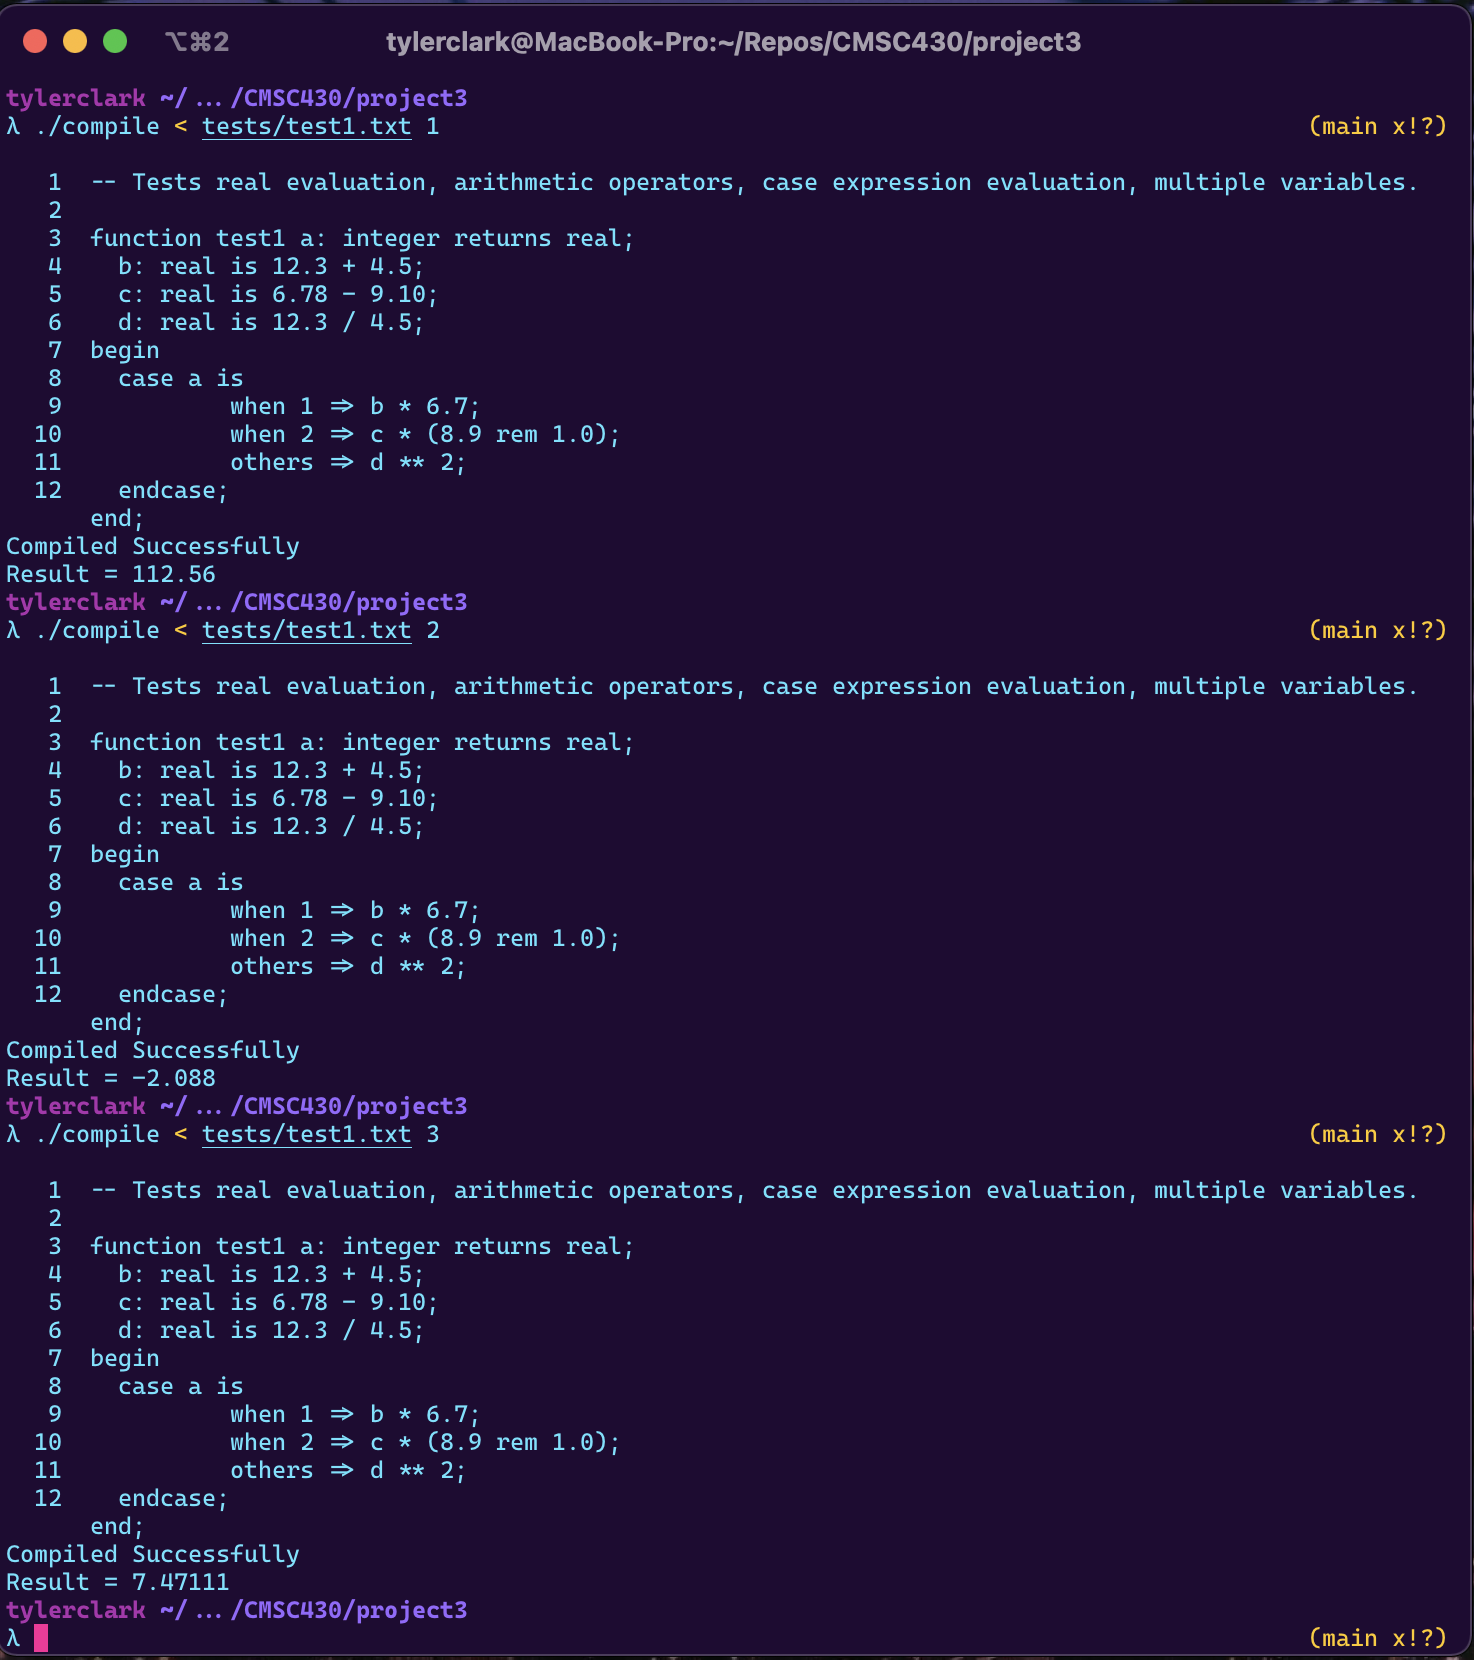 ⌥⌘2 tylerclark@MacBook-Pro:~/Repos/CMSC430/project3
tylerclark ~/ … /CMSC430/project3
λ ./compile < tests/test1.txt 1 (main x!?)
1 -- Tests real evaluation, arithmetic operators, case expression evaluation, multiple variables.
2
3 function test1 a: integer returns real;
4 b: real is 12.3 + 4.5;
5 c: real is 6.78 - 9.10;
6 d: real is 12.3 / 4.5;
7 begin
8 case a is
9 when 1 => b * 6.7;
10 when 2 => c * (8.9 rem 1.0);
11 others => d ** 2;
12 endcase;
end;
Compiled Successfully
Result = 112.56
tylerclark ~/ … /CMSC430/project3
λ ./compile < tests/test1.txt 2 (main x!?)
1 -- Tests real evaluation, arithmetic operators, case expression evaluation, multiple variables.
2
3 function test1 a: integer returns real;
4 b: real is 12.3 + 4.5;
5 c: real is 6.78 - 9.10;
6 d: real is 12.3 / 4.5;
7 begin
8 case a is
9 when 1 => b * 6.7;
10 when 2 => c * (8.9 rem 1.0);
11 others => d ** 2;
12 endcase;
end;
Compiled Successfully
Result = -2.088
tylerclark ~/ … /CMSC430/project3
λ ./compile < tests/test1.txt 3 (main x!?)
1 -- Tests real evaluation, arithmetic operators, case expression evaluation, multiple variables.
2
3 function test1 a: integer returns real;
4 b: real is 12.3 + 4.5;
5 c: real is 6.78 - 9.10;
6 d: real is 12.3 / 4.5;
7 begin
8 case a is
9 when 1 => b * 6.7;
10 when 2 => c * (8.9 rem 1.0);
11 others => d ** 2;
12 endcase;
end;
Compiled Successfully
Result = 7.47111
tylerclark ~/ … /CMSC430/project3
λ (main x!?)